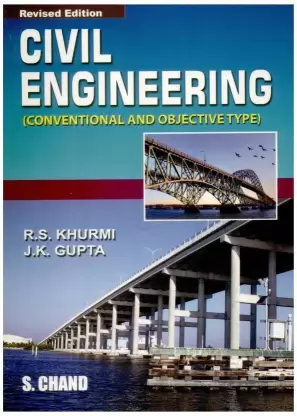 Revised Edition
CIVIL
ENGINEERING
(CONVENTIONAL AND OBJECTIVE TYPE)
R.S. KHURMI
J.K. GUPTA
S. CHAND